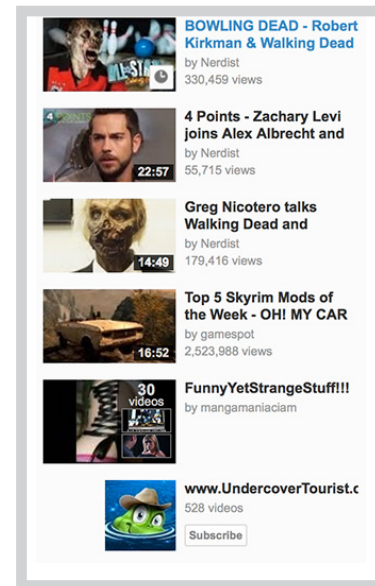 BOWLING DEAD - Robert
Kirkman & Walking Dead
by Nerdist
330,459 views
4 POINTS
22:57
4 Points - Zachary Levi
joins Alex Albrecht and
by Nerdist
55,715 views
14:49
Greg Nicotero talks
Walking Dead and
by Nerdist
179,416 views
16:52
Top 5 Skyrim Mods of
the Week - OH! MY CAR
by gamespot
2,523,988 views
30
videos
FunnyYetStrangeStuff!!!
by mangamaniaciam
www.UndercoverTourist.c
528 videos
Subscribe